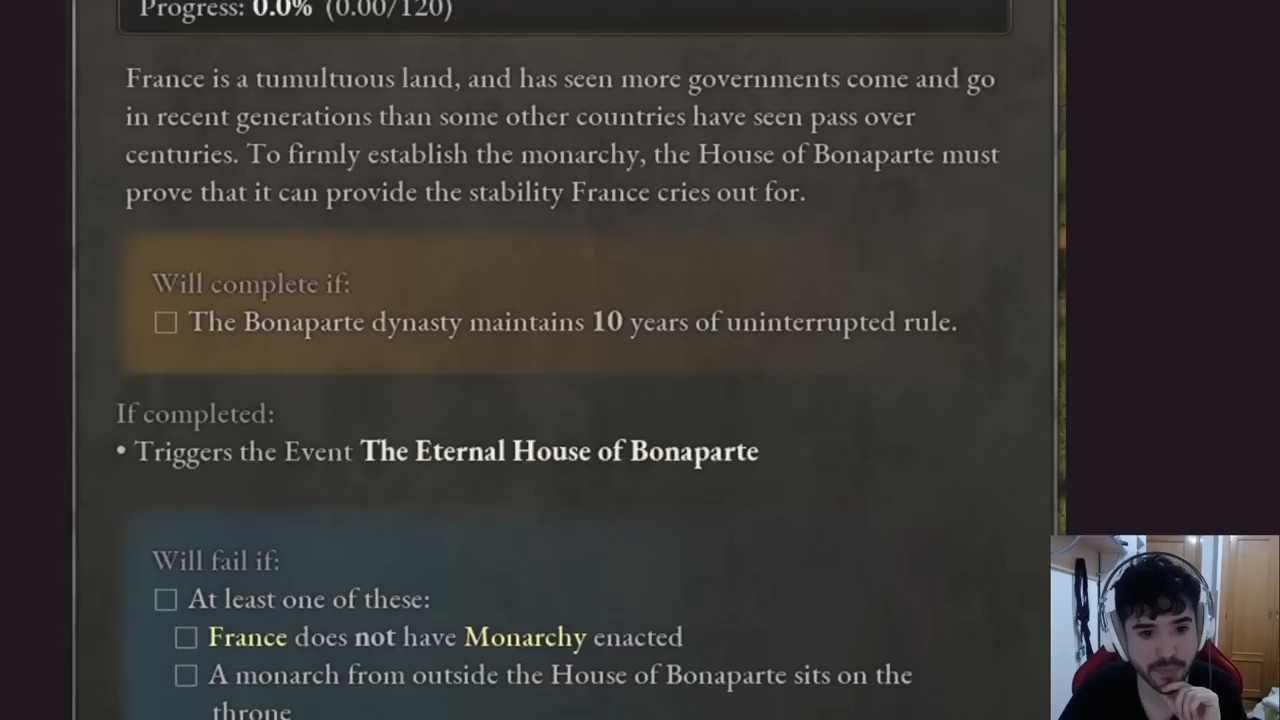 Progress: 0.0% (0.00/120)
France is a tumultuous land, and has seen more governments come and go
in recent generations than some other countries have seen pass over
centuries. To firmly establish the monarchy, the House of Bonaparte must
prove that it can provide the stability France cries out for.
Will complete if:
The Bonaparte dynasty maintains 10 years of uninterrupted rule.
If completed:
• Triggers the Event The Eternal House of Bonaparte
Will fail if:
At least one of these:
France does not have Monarchy enacted
A monarch from outside the House of Bonaparte sits on the
throne